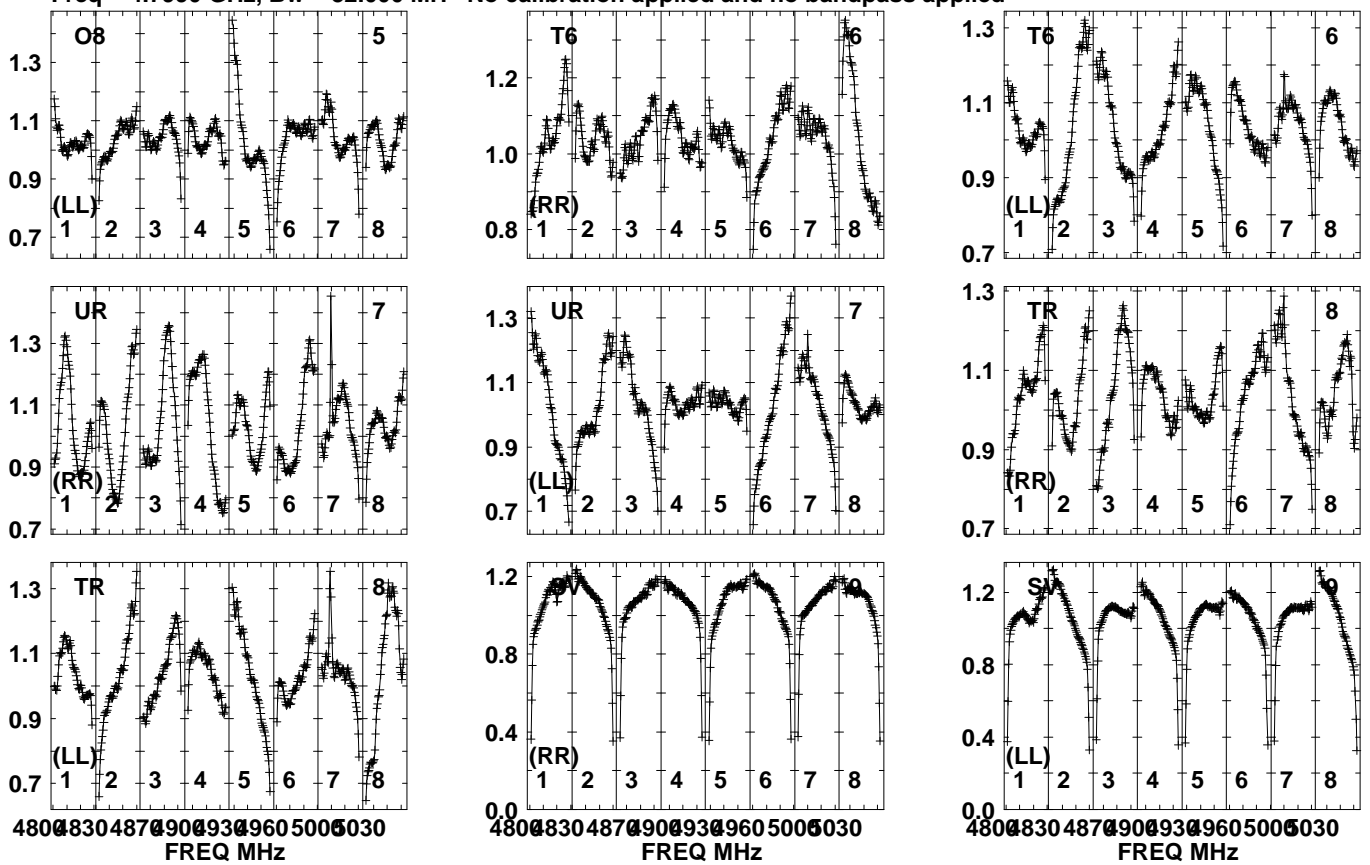 No calibration applied and no bandpass applied
1.3 O8 5
1.1
0.9
(LL)
0.7 1 2 3 4 5 6 7 8
T6 6
1.2
1.0
(RR)
0.8 1 2 3 4 5 6 7 8
1.3 T6 6
1.1
0.9
(LL)
1 2 3 4 5 6 7 8
0.7
UR 7
1.3
1.1
0.9
(RR)
1 2 3 4 5 6 7 8
0.7
UR 7
1.3
1.1
0.9
(LL)
1 2 3 4 5 6 7 8
0.7
1.3 TR 8
1.1
0.9
(RR)
1 2 3 4 5 6 7 8
0.7
1.3 TR 8
1.1
0.9
(LL)
0.7 1 2 3 4 5 6 7 8
4800 4830 4870 4900 4930 4960 5000 5030
FREQ MHz
1.2 SV 9
0.8
0.4
(RR)
1 2 3 4 5 6 7 8
0.0
4800 4830 4870 4900 4930 4960 5000 5030
FREQ MHz
1.2 SV 9
0.8
0.4
(LL)
1 2 3 4 5 6 7 8
0.0
4800 4830 4870 4900 4930 4960 5000 5030
FREQ MHz